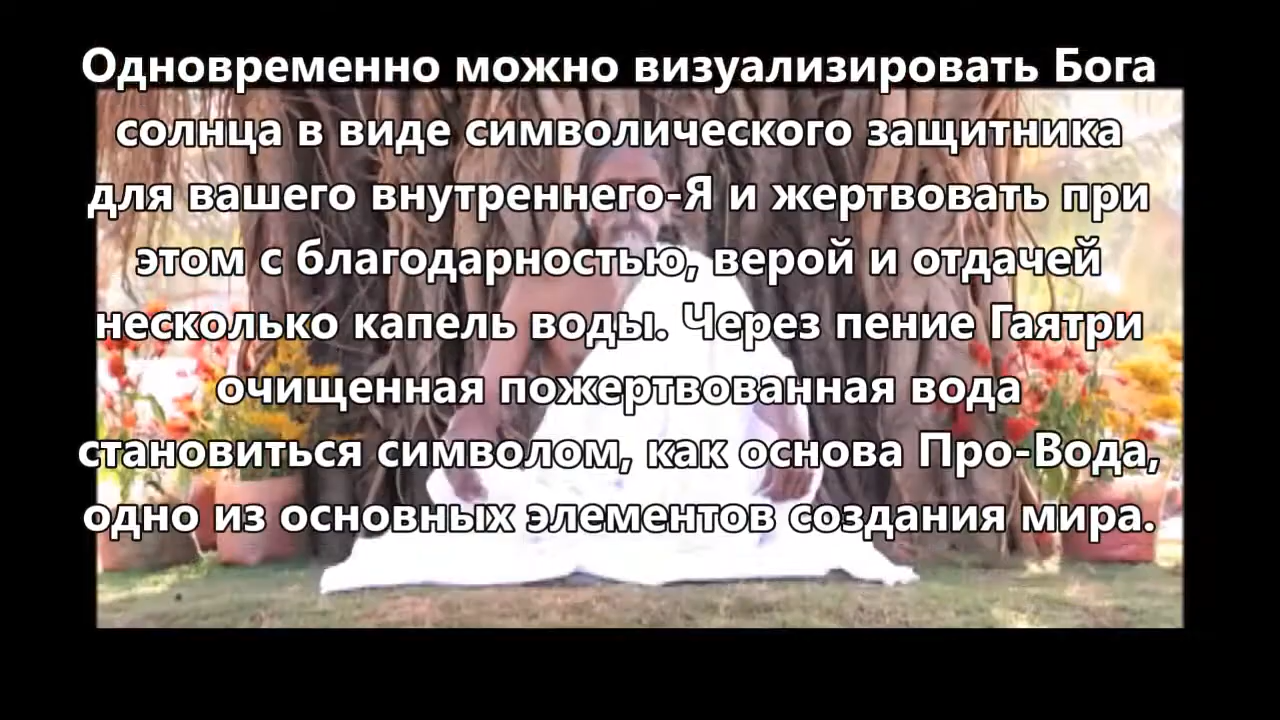 Одновременно можно визуализировать Бога
солнца в виде символического защитника
для вашего внутреннего-Я и жертвовать при
этом с благодарностью, верой и отдачей
несколько капель воды. Через пение Гаятри
очищенная пожертвованная вода
становиться символом, как основа Про-Вода,
одно из основных элементов создания мира.